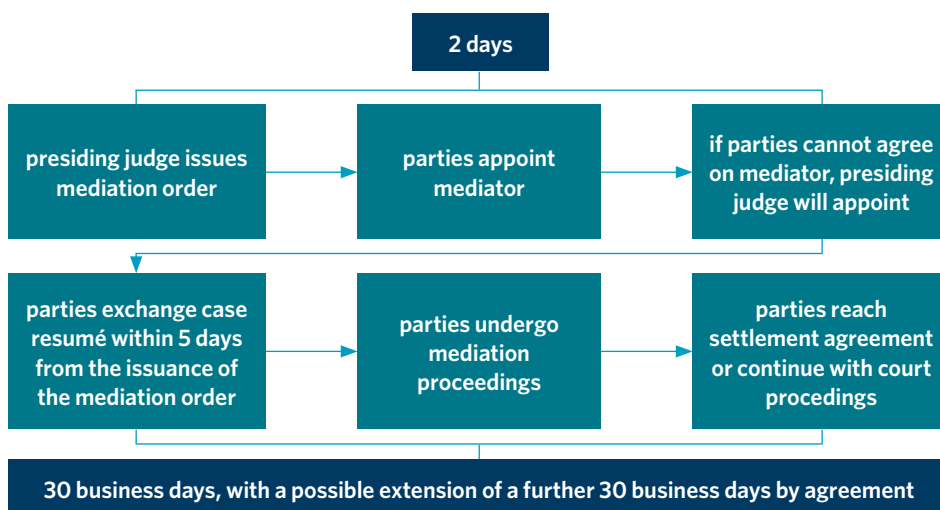 2 days
presiding judge issues
mediation order
parties appoint
mediator
if parties cannot agree
on mediator, presiding
judge will appoint
parties exchange case
resumé within 5 days
from the issuance of
the mediation order
parties undergo
mediation
proceedings
parties reach
settlement agreement
or continue with court
procedings
30 business days, with a possible extension of a further 30 business days by agreement